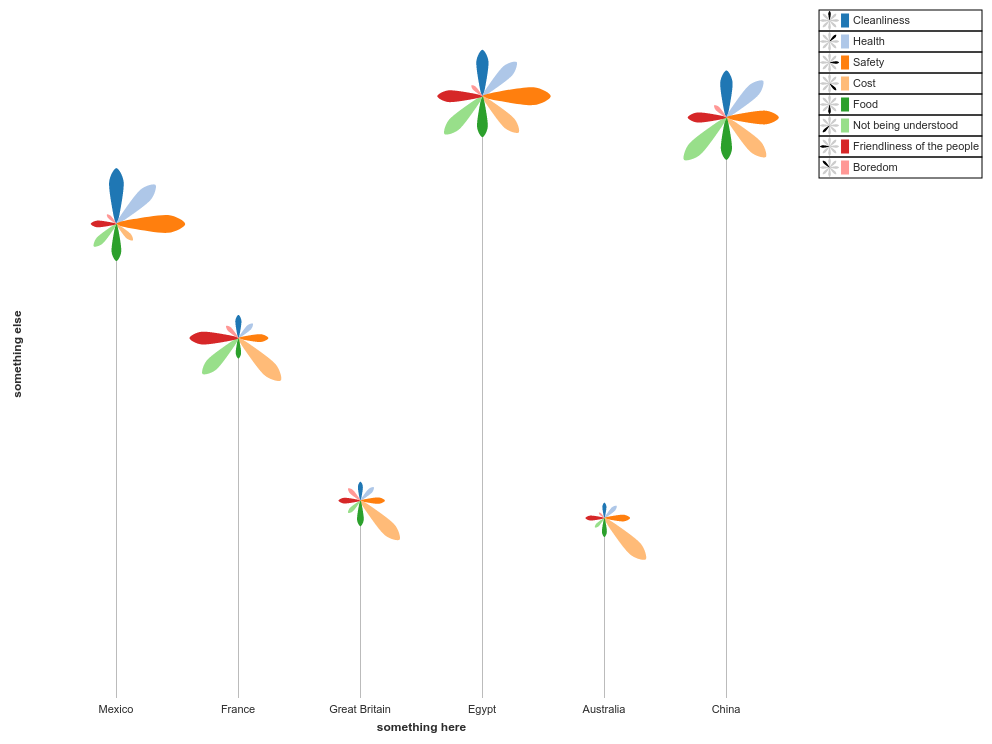 Cleanliness
Health
Safety
Cost
Food
Not being understood
Friendliness of the people
Boredom
something else
Mexico
France
Great Britain
Egypt
Australia
China
something here